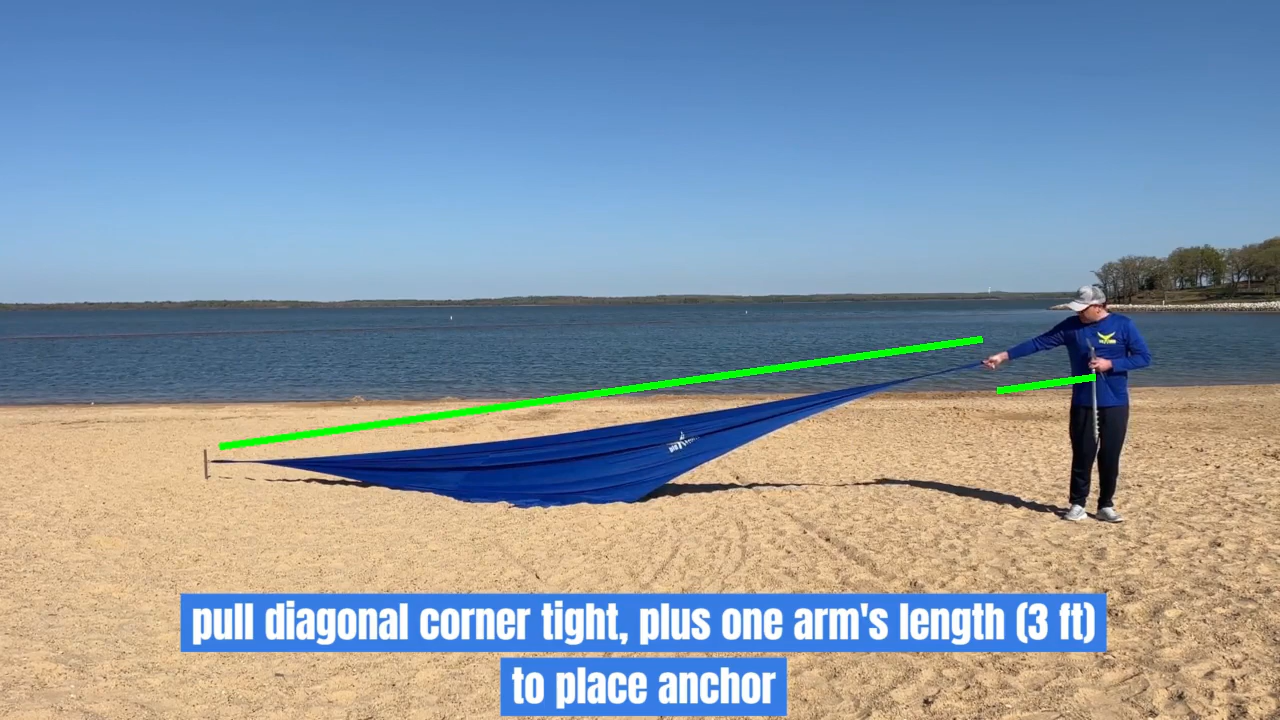 pull diagonal corner tight, plus one arm's length (3 ft)
to place anchor